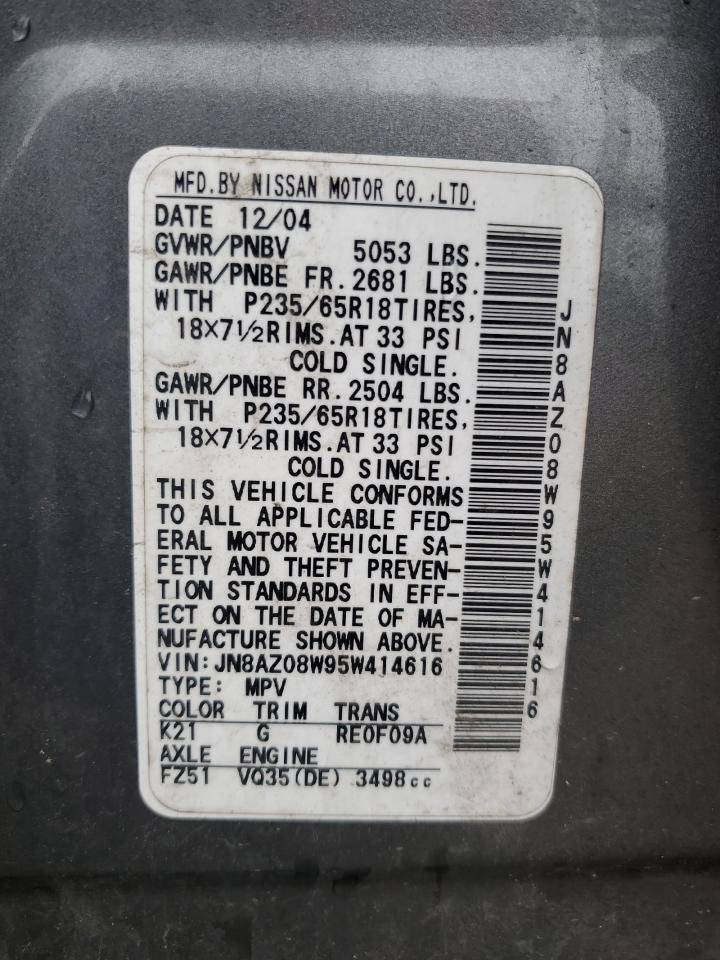 MFD.BY NISSAN MOTOR CO.,LTD.
DATE 12/04
GVWR/PNBV 5053 LBS.
GAWR/PNBE FR.2681 LBS.
WITH P235/65R18TIRES,
18×7½RIMS.AT 33 PSI
COLD SINGLE.
GAWR/PNBE RR.2504 LBS.
WITH P235/65R18TIRES,
18×7½RIMS.AT 33 PSI
COLD SINGLE.
THIS VEHICLE CONFORMS
TO ALL APPLICABLE FED-
ERAL MOTOR VEHICLE SA-
FETY AND THEFT PREVEN-
TION STANDARDS IN EFF-
ECT ON THE DATE OF MA-
NUFACTURE SHOWN ABOVE.
VIN:JN8AZ08W95W414616
TYPE: MPV
COLOR TRIM TRANS
K21 G RE0F09A
AXLE ENGINE
FZ51 VQ35(DE) 3498cc
JN8AZ08W95W414616